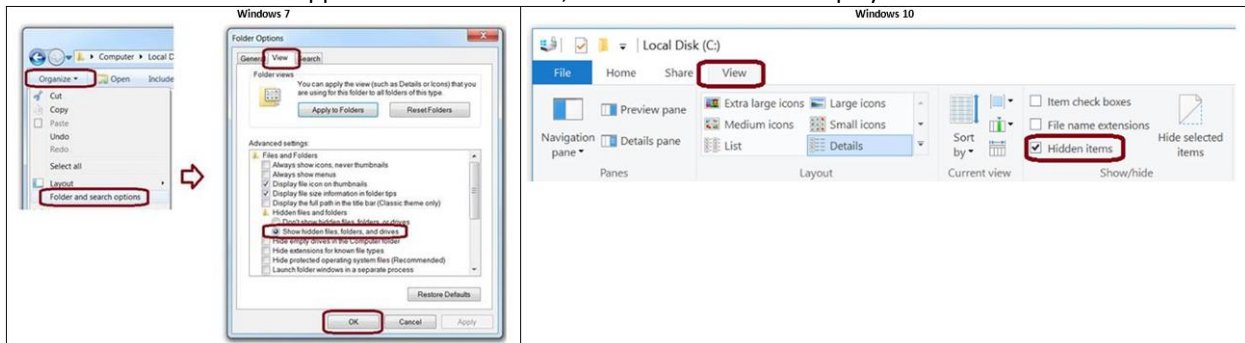 Windows 7
Computer ▸ Local D
Organize ▾ Open Include
Cut
Copy
Paste
Undo
Redo
Select all
Layout
Folder and search options
Folder Options
General View Search
Folder views
You can apply the view (such as Details or Icons) that you
are using for this folder to all folders of this type.
Apply to Folders Reset Folders
Advanced settings:
Files and Folders
Always show icons, never thumbnails
Always show menus
Display file icon on thumbnails
Display file size information in folder tips
Display the full path in the title bar (Classic theme only)
Hidden files and folders
Don't show hidden files, folders, or drives
Show hidden files, folders, and drives
Hide empty drives in the Computer folder
Hide extensions for known file types
Hide protected operating system files (Recommended)
Launch folder windows in a separate process
Restore Defaults
OK Cancel Apply
Windows 10
Local Disk (C:)
File Home Share View
Navigation
pane
Preview pane
Details pane
Panes
Extra large icons Large icons
Medium icons Small icons
List Details
Layout
Sort
by
Current view
Item check boxes
File name extensions
Hidden items
Hide selected
items
Show/hide